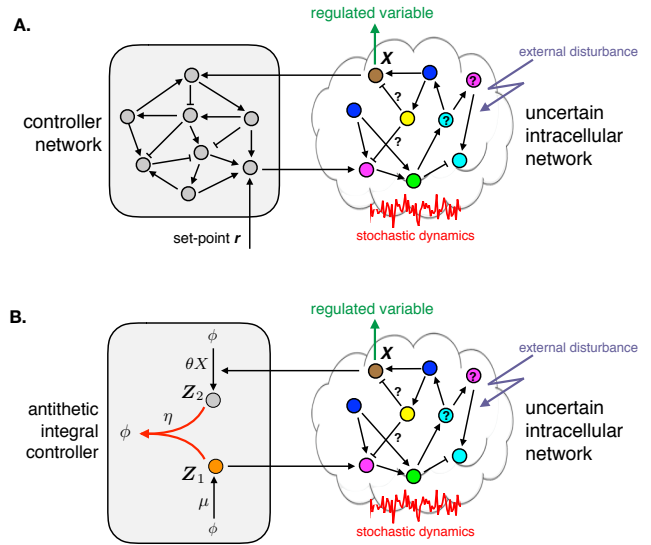 A.
regulated variable
X
external disturbance
?
?
?
?
controller
network
uncertain
intracellular
network
set-point r
stochastic dynamics
B.
regulated variable
X
external disturbance
ϕ
θX
Z2
η
ϕ
Z1
μ
ϕ
?
?
?
?
antithetic
integral
controller
uncertain
intracellular
network
stochastic dynamics